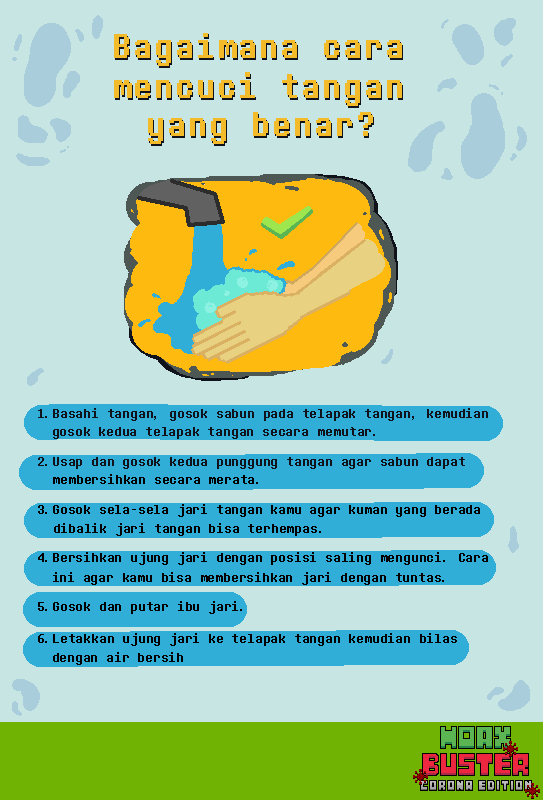 Bagaimana cara
mencuci tangan
yang benar?
1. Basahi tangan, gosok sabun pada telapak tangan, kemudian
gosok kedua telapak tangan secara memutar.
2. Usap dan gosok kedua punggung tangan agar sabun dapat
membersihkan secara merata.
3. Gosok sela-sela jari tangan kamu agar kuman yang berada
dibalik jari tangan bisa terhempas.
4. Bersihkan ujung jari dengan posisi saling mengunci. Cara
ini agar kamu bisa membersihkan jari dengan tuntas.
5. Gosok dan putar ibu jari.
6. Letakkan ujung jari ke telapak tangan kemudian bilas
dengan air bersih
HOAX
BUSTER
CORONA EDITION